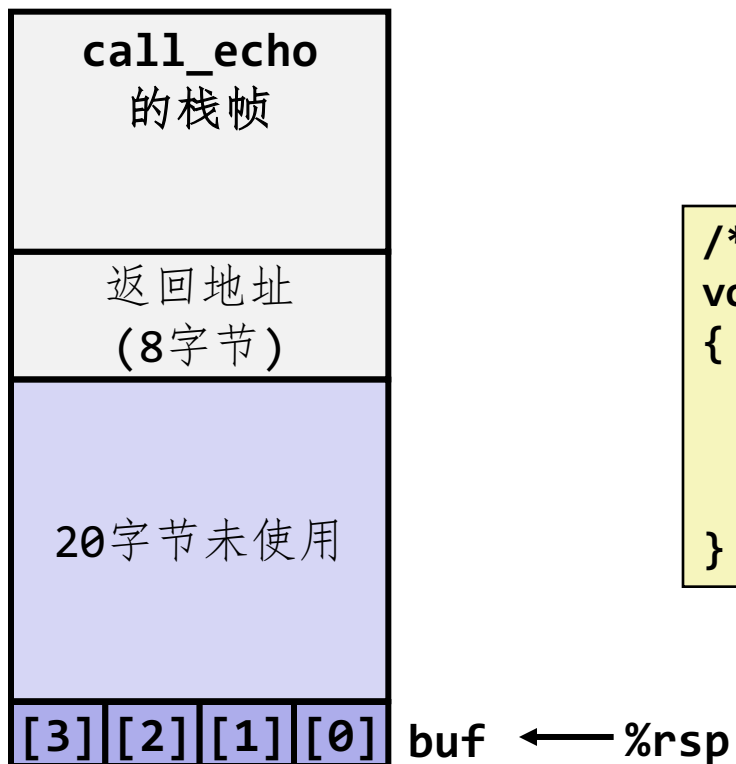 call_echo
的栈帧
返回地址
(8字节)
20字节未使用
[3] [2] [1] [0] buf %rsp
/*
vo
{
}